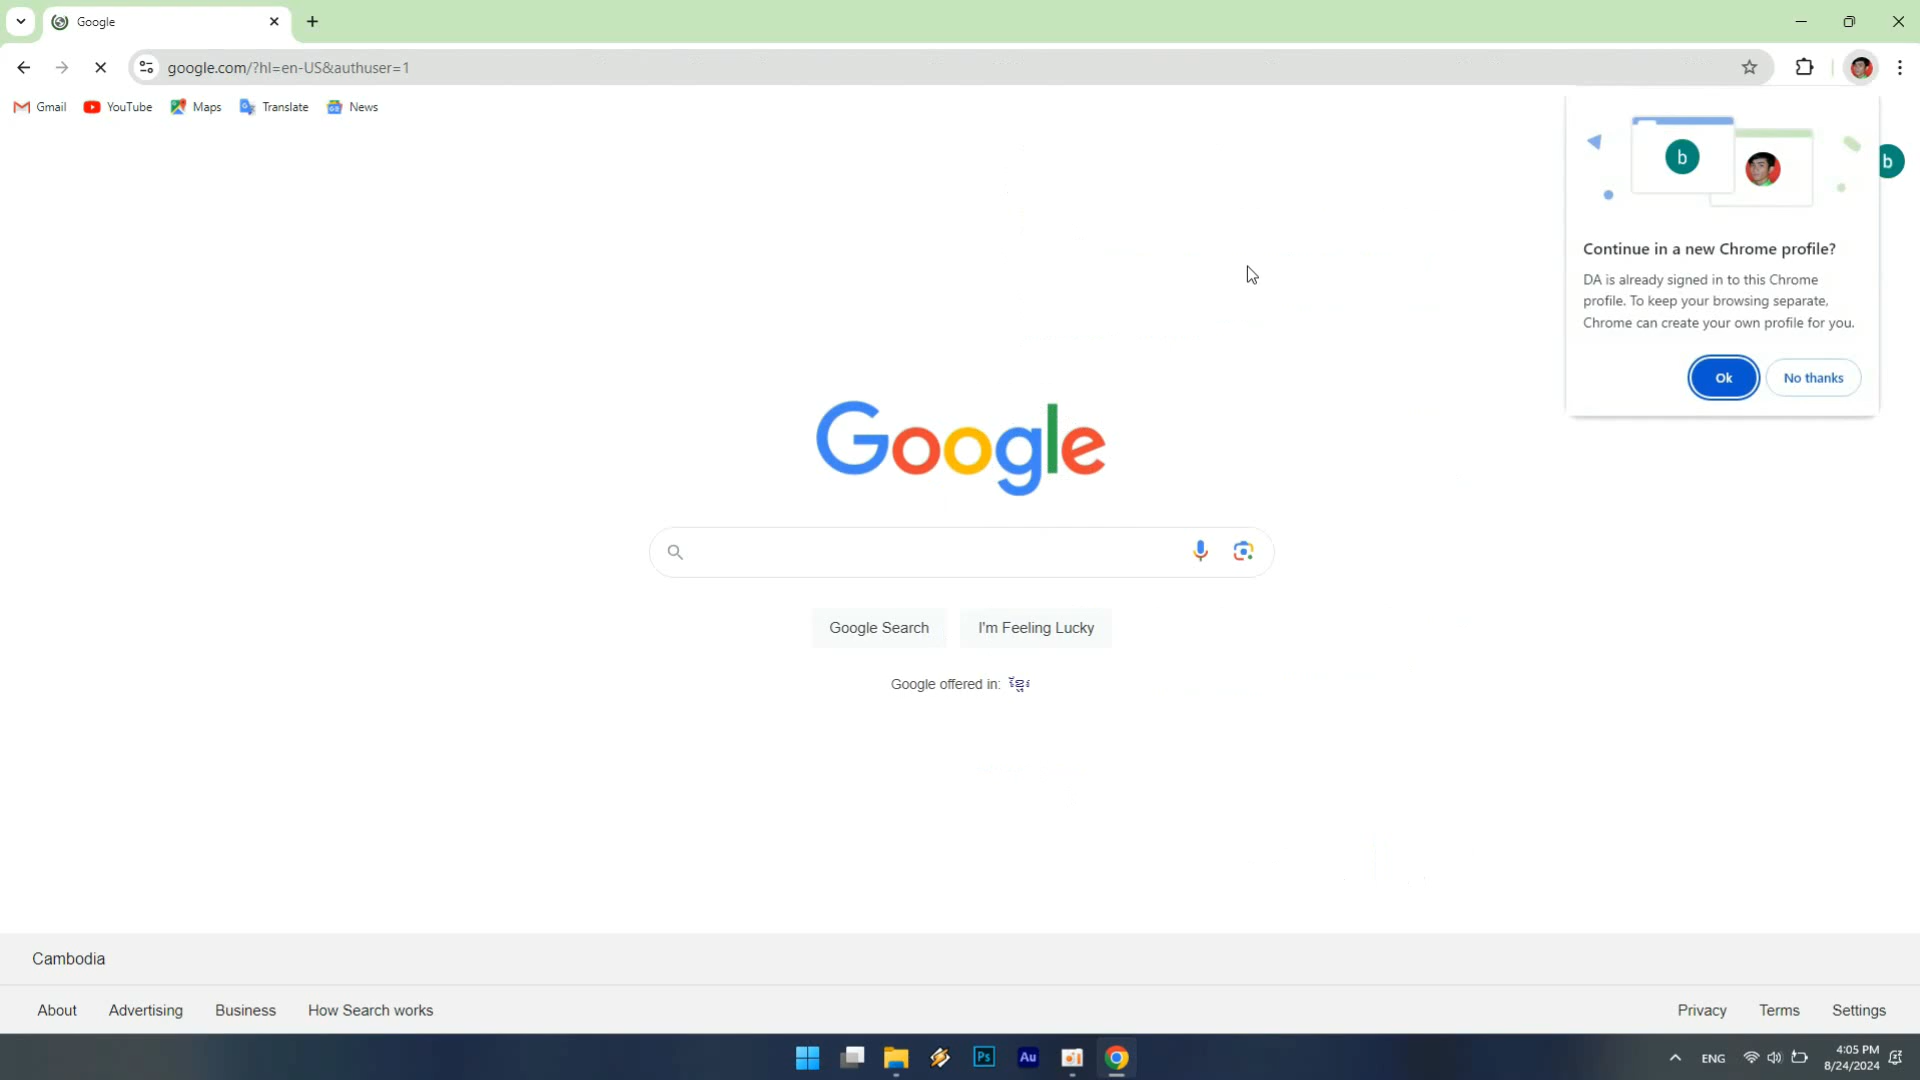 Google
google.com/?hl=en-US&authuser=1
Gmail YouTube Maps Translate News
b
b
Continue in a new Chrome profile?
DA is already signed in to this Chrome
profile. To keep your browsing separate,
Chrome can create your own profile for you.
Ok No thanks
Google
Google Search I'm Feeling Lucky
Google offered in: ខ្មែរ
Cambodia
About Advertising Business How Search works Privacy Terms Settings
Ps Au ENG 4:05 PM
8/24/2024